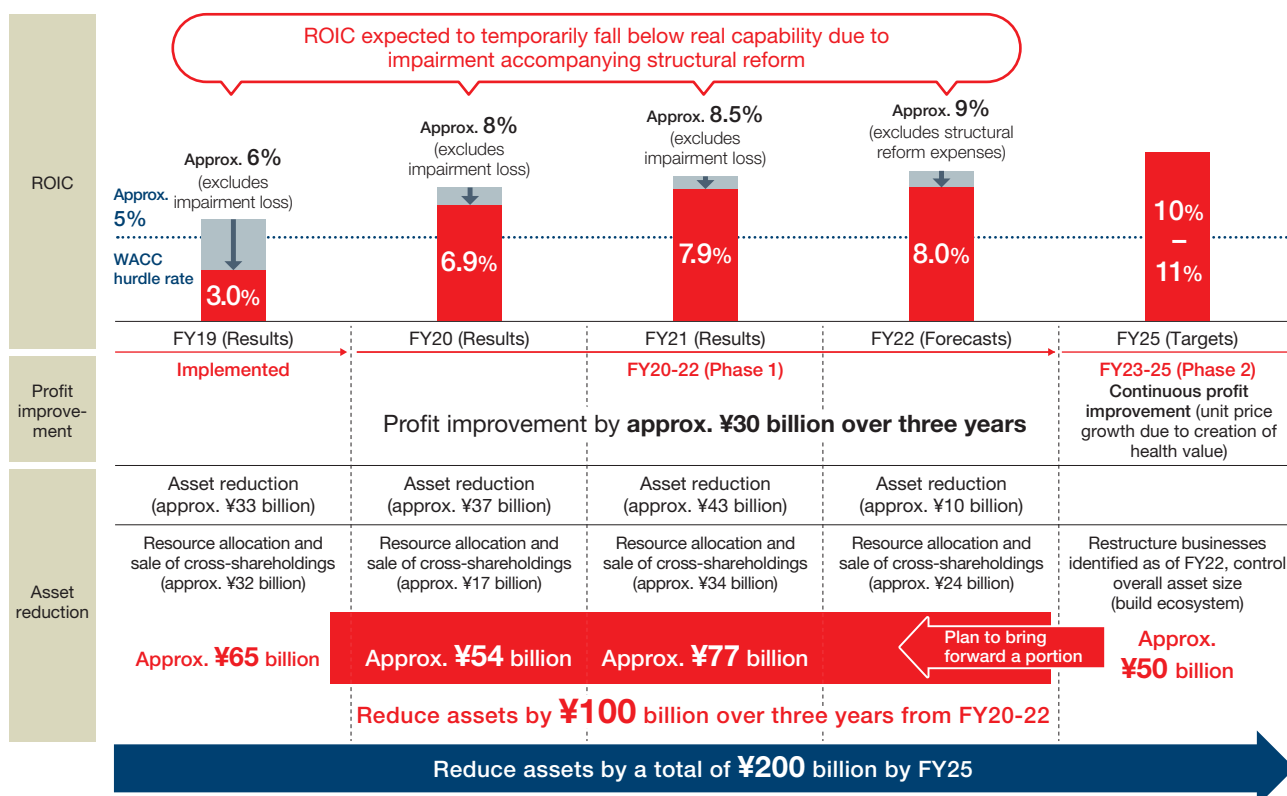 ROIC
ROIC expected to temporarily fall below real capability due to
impairment accompanying structural reform
Approx.
5%
WACC
hurdle rate
Approx. 6%
(excludes
impairment loss)
3.0%
Approx. 8%
(excludes
impairment loss)
6.9%
Approx. 8.5%
(excludes
impairment loss)
7.9%
Approx. 9%
(excludes structural
reform expenses)
8.0%
10%
–
11%
FY19 (Results)
FY20 (Results)
FY21 (Results)
FY22 (Forecasts)
FY25 (Targets)
Profit
improve-
ment
Implemented
FY20-22 (Phase 1)
FY23-25 (Phase 2)
Profit improvement by approx. ¥30 billion over three years
Continuous profit
improvement (unit price
growth due to creation of
health value)
Asset
reduction
Asset reduction
(approx. ¥33 billion)
Asset reduction
(approx. ¥37 billion)
Asset reduction
(approx. ¥43 billion)
Asset reduction
(approx. ¥10 billion)
Resource allocation and
sale of cross-shareholdings
(approx. ¥32 billion)
Resource allocation and
sale of cross-shareholdings
(approx. ¥17 billion)
Resource allocation and
sale of cross-shareholdings
(approx. ¥34 billion)
Resource allocation and
sale of cross-shareholdings
(approx. ¥24 billion)
Restructure businesses
identified as of FY22, control
overall asset size
(build ecosystem)
Approx. ¥65 billion
Approx. ¥54 billion
Approx. ¥77 billion
Plan to bring
forward a portion
Approx.
¥50 billion
Reduce assets by ¥100 billion over three years from FY20-22
Reduce assets by a total of ¥200 billion by FY25